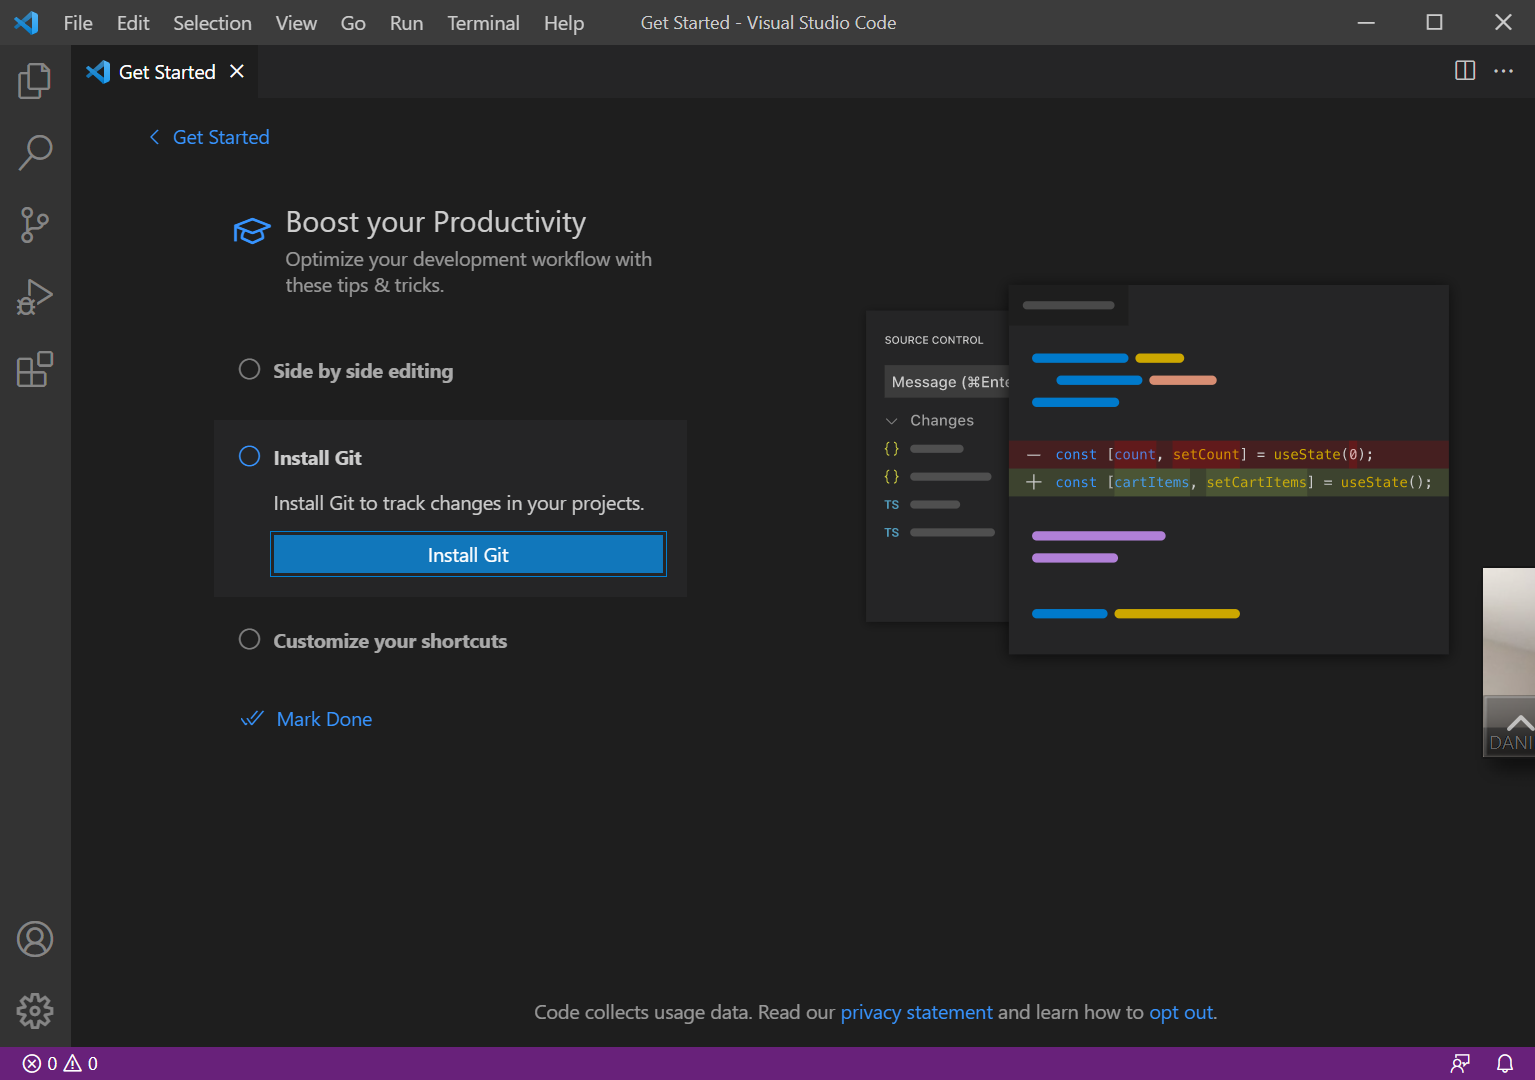 File Edit Selection View Go Run Terminal Help Get Started - Visual Studio Code
Get Started
Get Started
Boost your Productivity
Optimize your development workflow with
these tips & tricks.
Side by side editing
Install Git
Install Git to track changes in your projects.
Install Git
Customize your shortcuts
Mark Done
SOURCE CONTROL
Message (⌘Ente
Changes
{}
{}
TS
TS
— const [count, setCount] = useState(0);
+ const [cartItems, setCartItems] = useState();
DANI
Code collects usage data. Read our privacy statement and learn how to opt out.
0 0